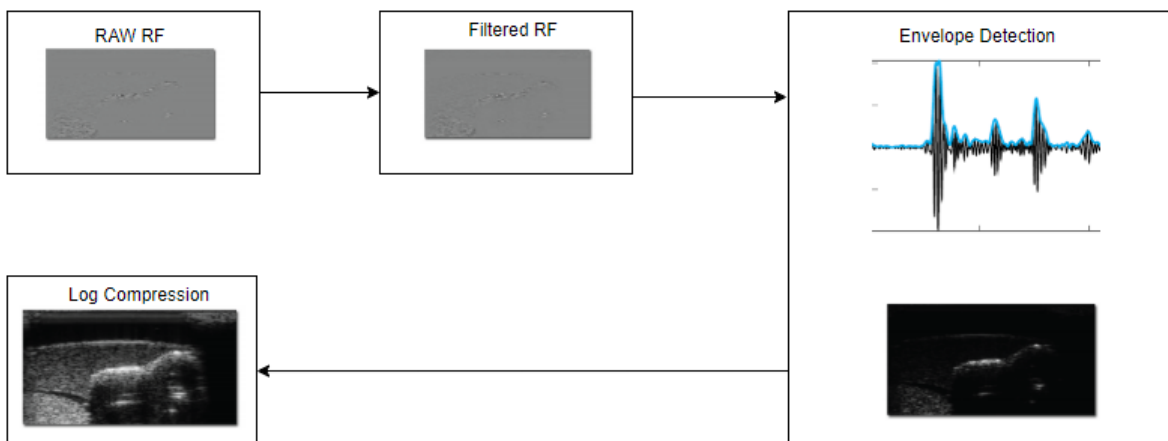 RAW RF
Filtered RF
Envelope Detection
Log Compression